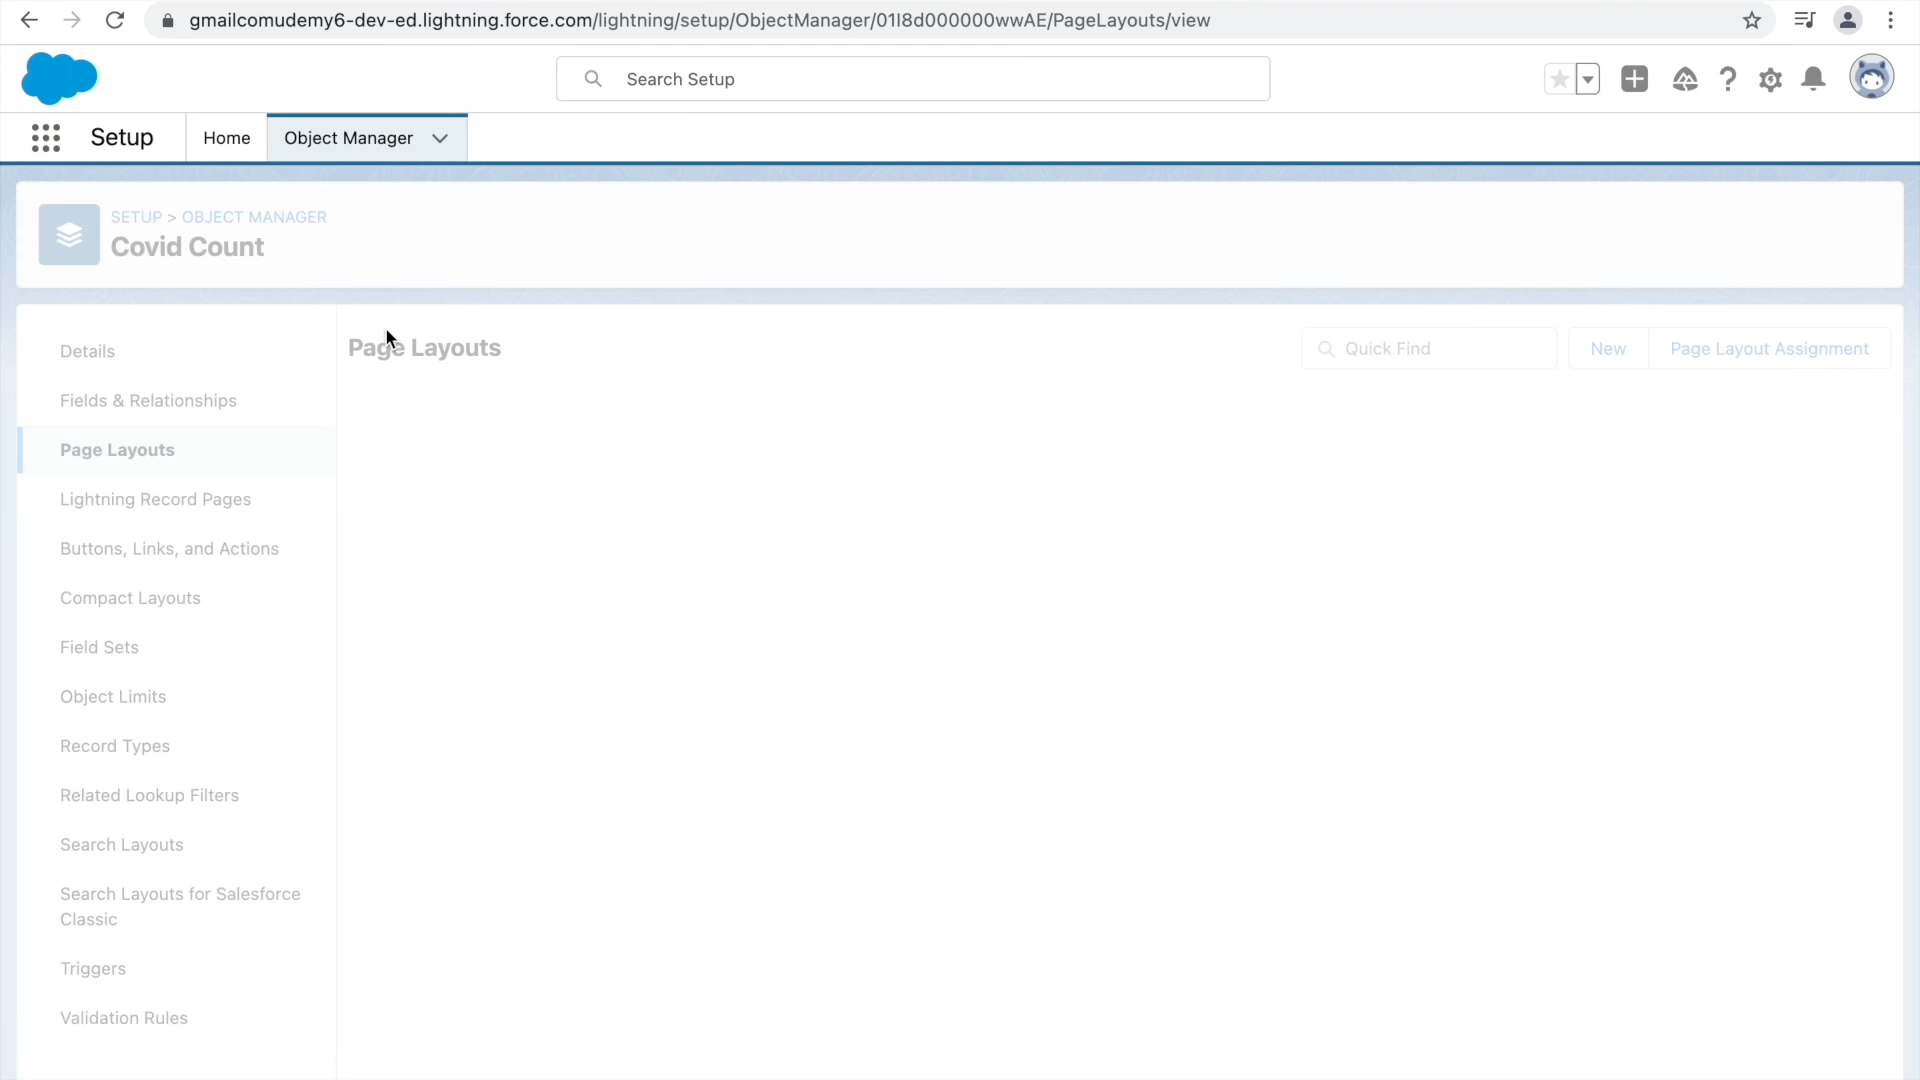 gmailcomudemy6-dev-ed.lightning.force.com/lightning/setup/ObjectManager/01I8d000000wwAE/PageLayouts/view
Search Setup
Setup
Home
Object Manager
SETUP > OBJECT MANAGER
Covid Count
Details
Fields & Relationships
Page Layouts
Lightning Record Pages
Buttons, Links, and Actions
Compact Layouts
Field Sets
Object Limits
Record Types
Related Lookup Filters
Search Layouts
Search Layouts for Salesforce
Classic
Triggers
Validation Rules
Page Layouts
Quick Find
New
Page Layout Assignment